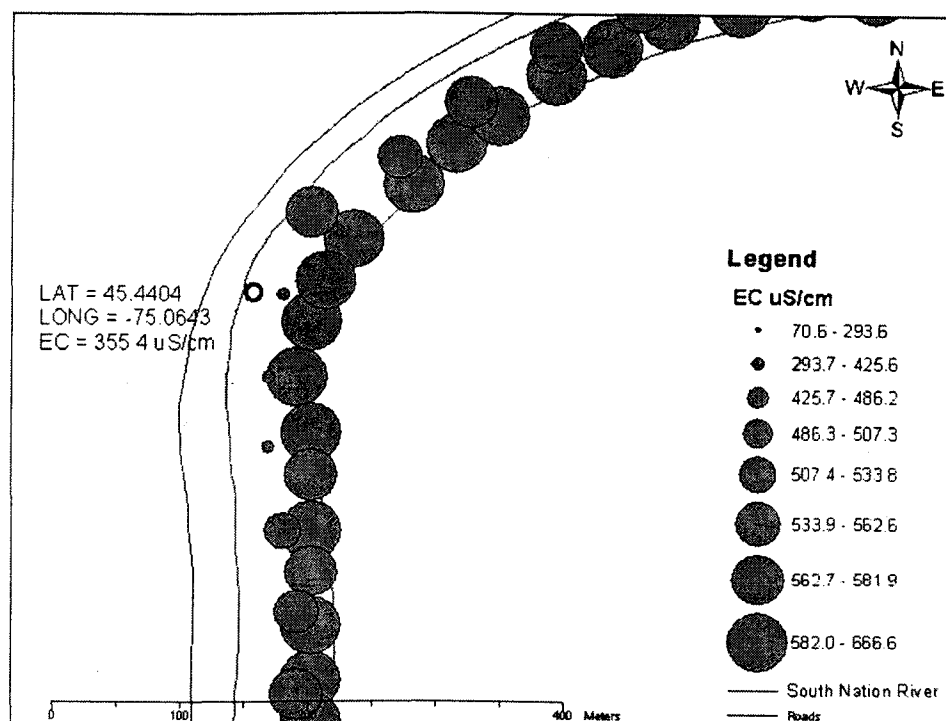 N
W E
S
LAT = 45.4404
LONG = -75.0643
EC = 355.4 uS/cm
Legend
EC uS/cm
70.6 - 293.6
293.7 - 425.6
425.7 - 486.2
486.3 - 507.3
507.4 - 533.8
533.9 - 562.6
562.7 - 581.9
582.0 - 666.6
South Nation River
Roads
0 100 400 Meters